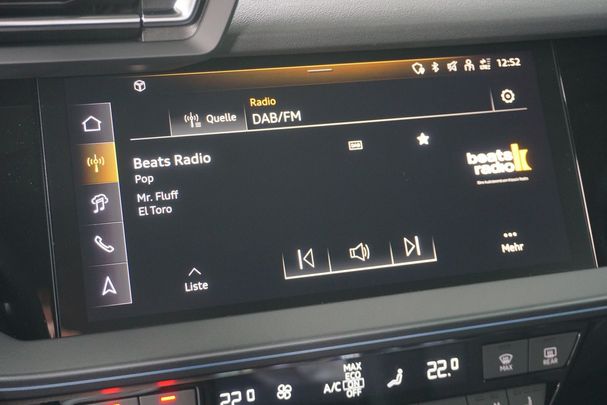 12:52
Radio
Quelle
DAB/FM
Beats Radio
Pop
Mr. Fluff
El Toro
beats
radio
Liste
Mehr
MAX
ECO
22.0
A/C
ON
OFF
22.0
MAX
REAR